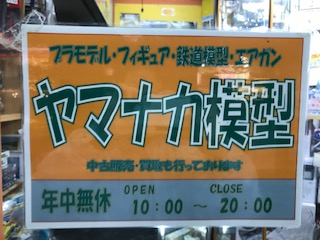 プラモデル・フィギュア・鉄道模型・エアガン
ヤマナカ模型
中古販売・買取も行っております
年中無休 OPEN 10:00 ～ CLOSE 20:00